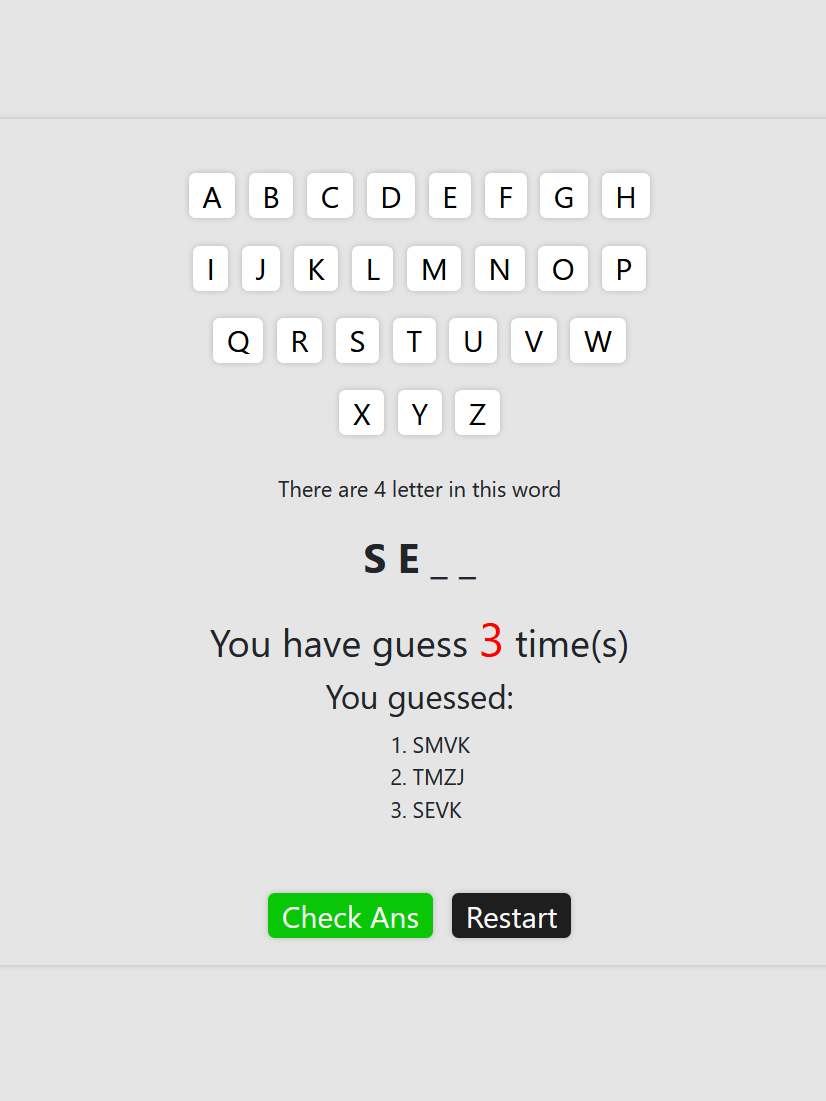 A B C D E F G H
I J K L M N O P
Q R S T U V W
X Y Z
There are 4 letter in this word
S E _ _
You have guess 3 time(s)
You guessed:
1. SMVK
2. TMZJ
3. SEVK
Check Ans Restart